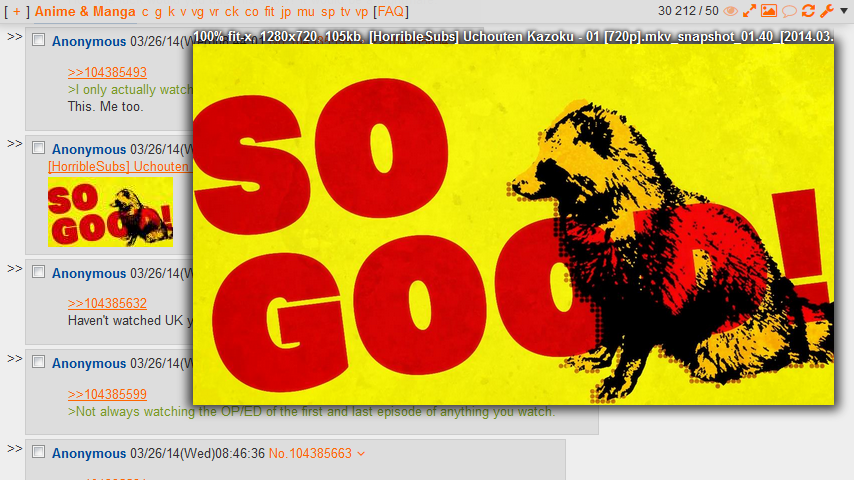 [ + ] Anime & Manga c g k v vg vr ck co fit jp mu sp tv vp [FAQ] 30 212 / 50
>> Anonymous 03/26/14(Wed)
100% fit-x, 1280x720, 105kb, [HorribleSubs] Uchouten Kazoku - 01 [720p].mkv_snapshot_01.40_[2014.03.
>>104385493
>I only actually watch
This. Me too.
SO
GOOD!
>> Anonymous 03/26/14(W
[HorribleSubs] Uchouten
SO
GOOD!
>> Anonymous 03/26/14(W
>>104385632
Haven't watched UK y
>> Anonymous 03/26/14(W
>>104385599
>Not always watching the OP/ED of the first and last episode of anything you watch.
>> Anonymous 03/26/14(Wed)08:46:36 No.104385663